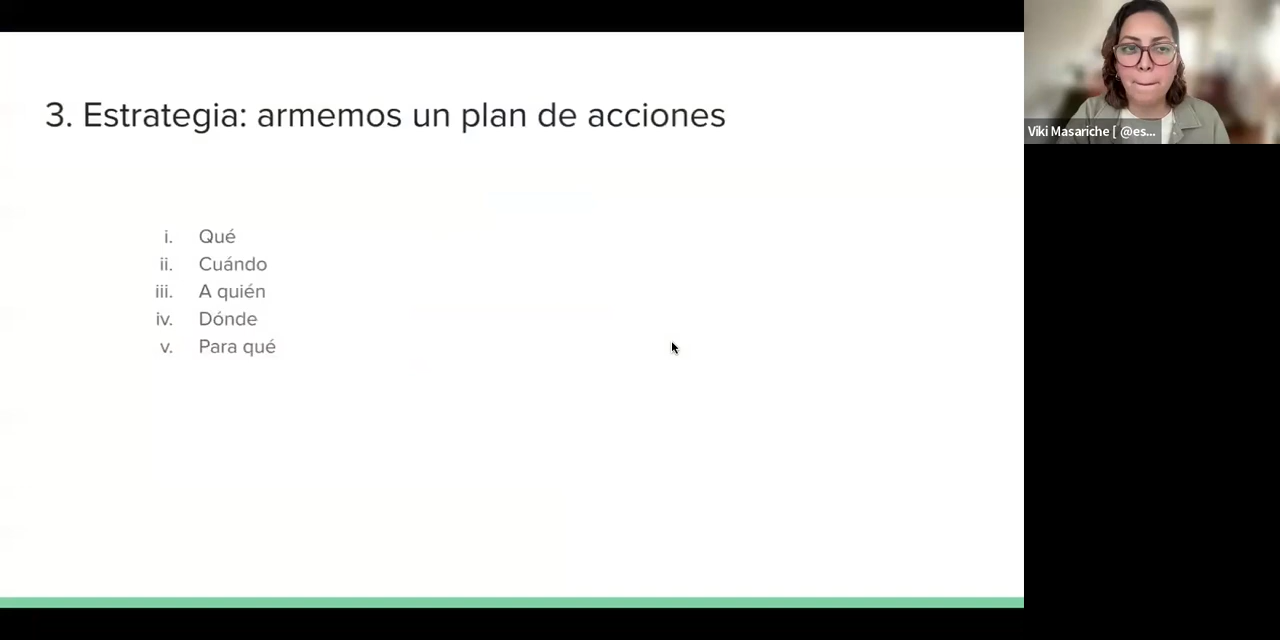 3. Estrategia: armemos un plan de acciones
i. Qué
ii. Cuándo
iii. A quién
iv. Dónde
v. Para qué
Viki Masariche [ @es...